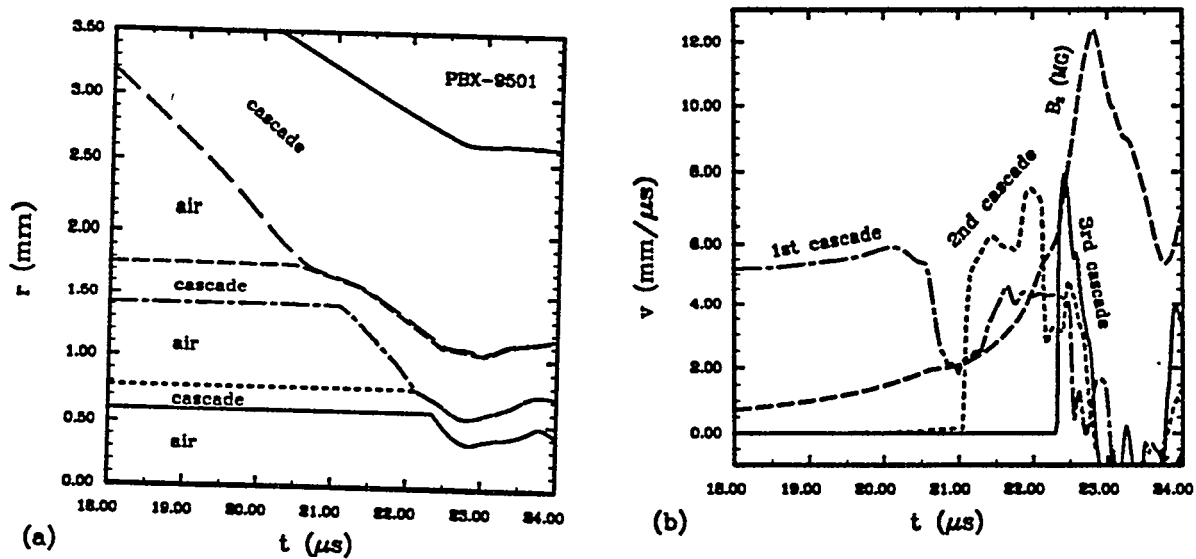 3.50
3.00
2.50
2.00
1.50
1.00
0.50
0.00
r (mm)
PBX-9501
cascade
air
cascade
air
cascade
air
18.00 19.00 20.00 21.00 22.00 23.00 24.00
(a) t (μs)
12.00
10.00
8.00
6.00
4.00
2.00
0.00
v (mm/μs)
B_z (MG)
2nd cascade
1st cascade
3rd cascade
18.00 19.00 20.00 21.00 22.00 23.00 24.00
(b) t (μs)